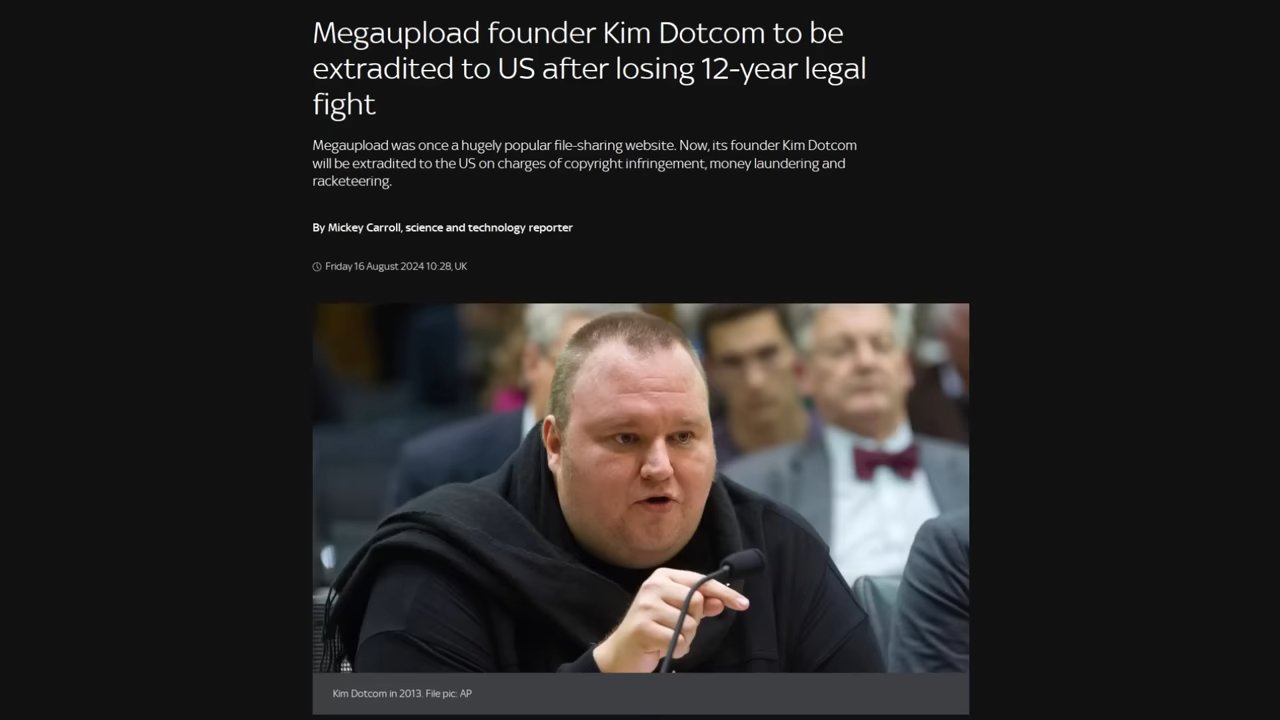 Megaupload founder Kim Dotcom to be
extradited to US after losing 12-year legal
fight
Megaupload was once a hugely popular file-sharing website. Now, its founder Kim Dotcom
will be extradited to the US on charges of copyright infringement, money laundering and
racketeering.
By Mickey Carroll, science and technology reporter
Friday 16 August 2024 10:28, UK
Kim Dotcom in 2013. File pic: AP